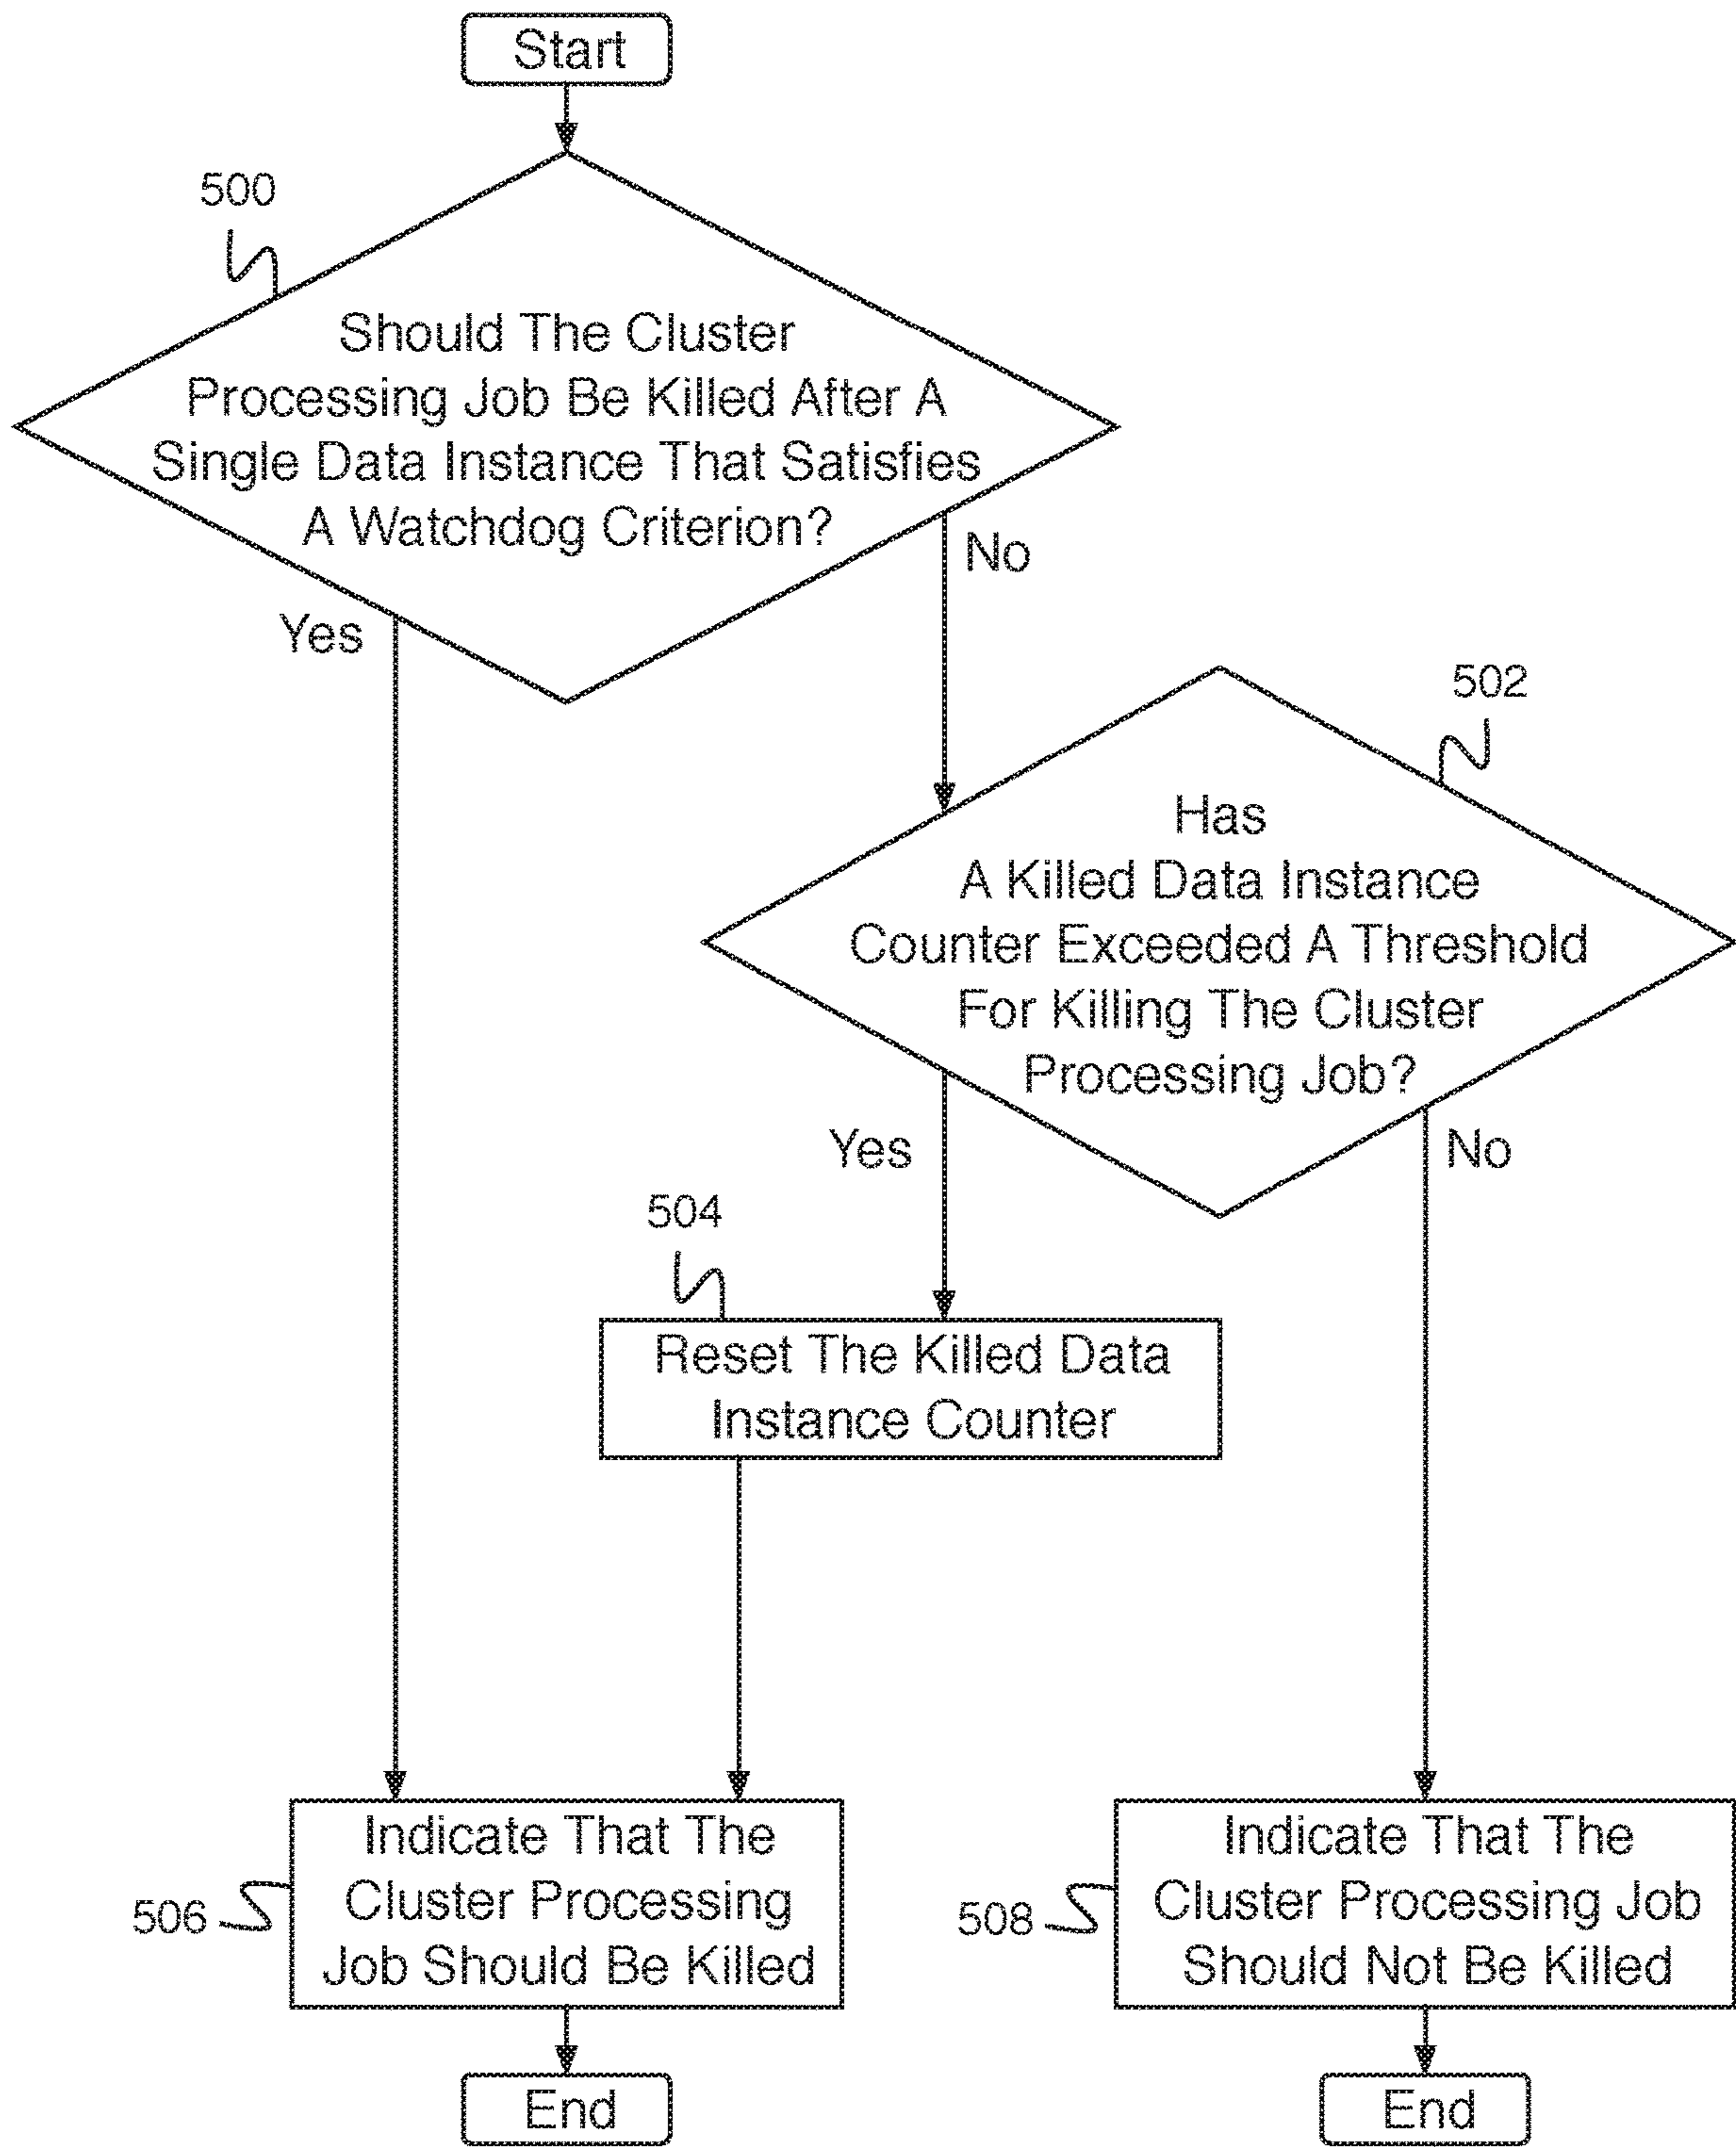 Start
500
Should The Cluster
Processing Job Be Killed After A
Single Data Instance That Satisfies
A Watchdog Criterion?
No
Yes
502
Has
A Killed Data Instance
Counter Exceeded A Threshold
For Killing The Cluster
Processing Job?
Yes
No
504
Reset The Killed Data
Instance Counter
506
Indicate That The
Cluster Processing
Job Should Be Killed
508
Indicate That The
Cluster Processing Job
Should Not Be Killed
End
End